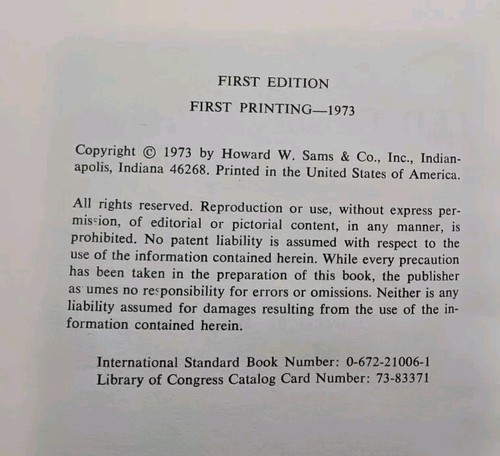 FIRST EDITION
FIRST PRINTING—1973
Copyright © 1973 by Howard W. Sams & Co., Inc., Indian-
apolis, Indiana 46268. Printed in the United States of America.
All rights reserved. Reproduction or use, without express per-
mission, of editorial or pictorial content, in any manner, is
prohibited. No patent liability is assumed with respect to the
use of the information contained herein. While every precaution
has been taken in the preparation of this book, the publisher
as umes no responsibility for errors or omissions. Neither is any
liability assumed for damages resulting from the use of the in-
formation contained herein.
International Standard Book Number: 0-672-21006-1
Library of Congress Catalog Card Number: 73-83371